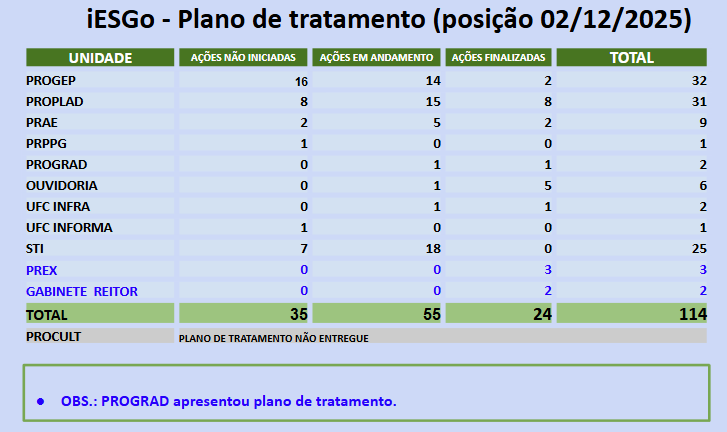 iESGo - Plano de tratamento (posição 02/12/2025)
UNIDADE AÇÕES NÃO INICIADAS AÇÕES EM ANDAMENTO AÇÕES FINALIZADAS TOTAL
PROGEP 16 14 2 32
PROPLAD 8 15 8 31
PRAE 2 5 2 9
PRPPG 1 0 0 1
PROGRAD 0 1 1 2
OUVIDORIA 0 1 5 6
UFC INFRA 0 1 1 2
UFC INFORMA 1 0 0 1
STI 7 18 0 25
PREX 0 0 3 3
GABINETE REITOR 0 0 2 2
TOTAL 35 55 24 114
PROCULT PLANO DE TRATAMENTO NÃO ENTREGUE
• OBS.: PROGRAD apresentou plano de tratamento.